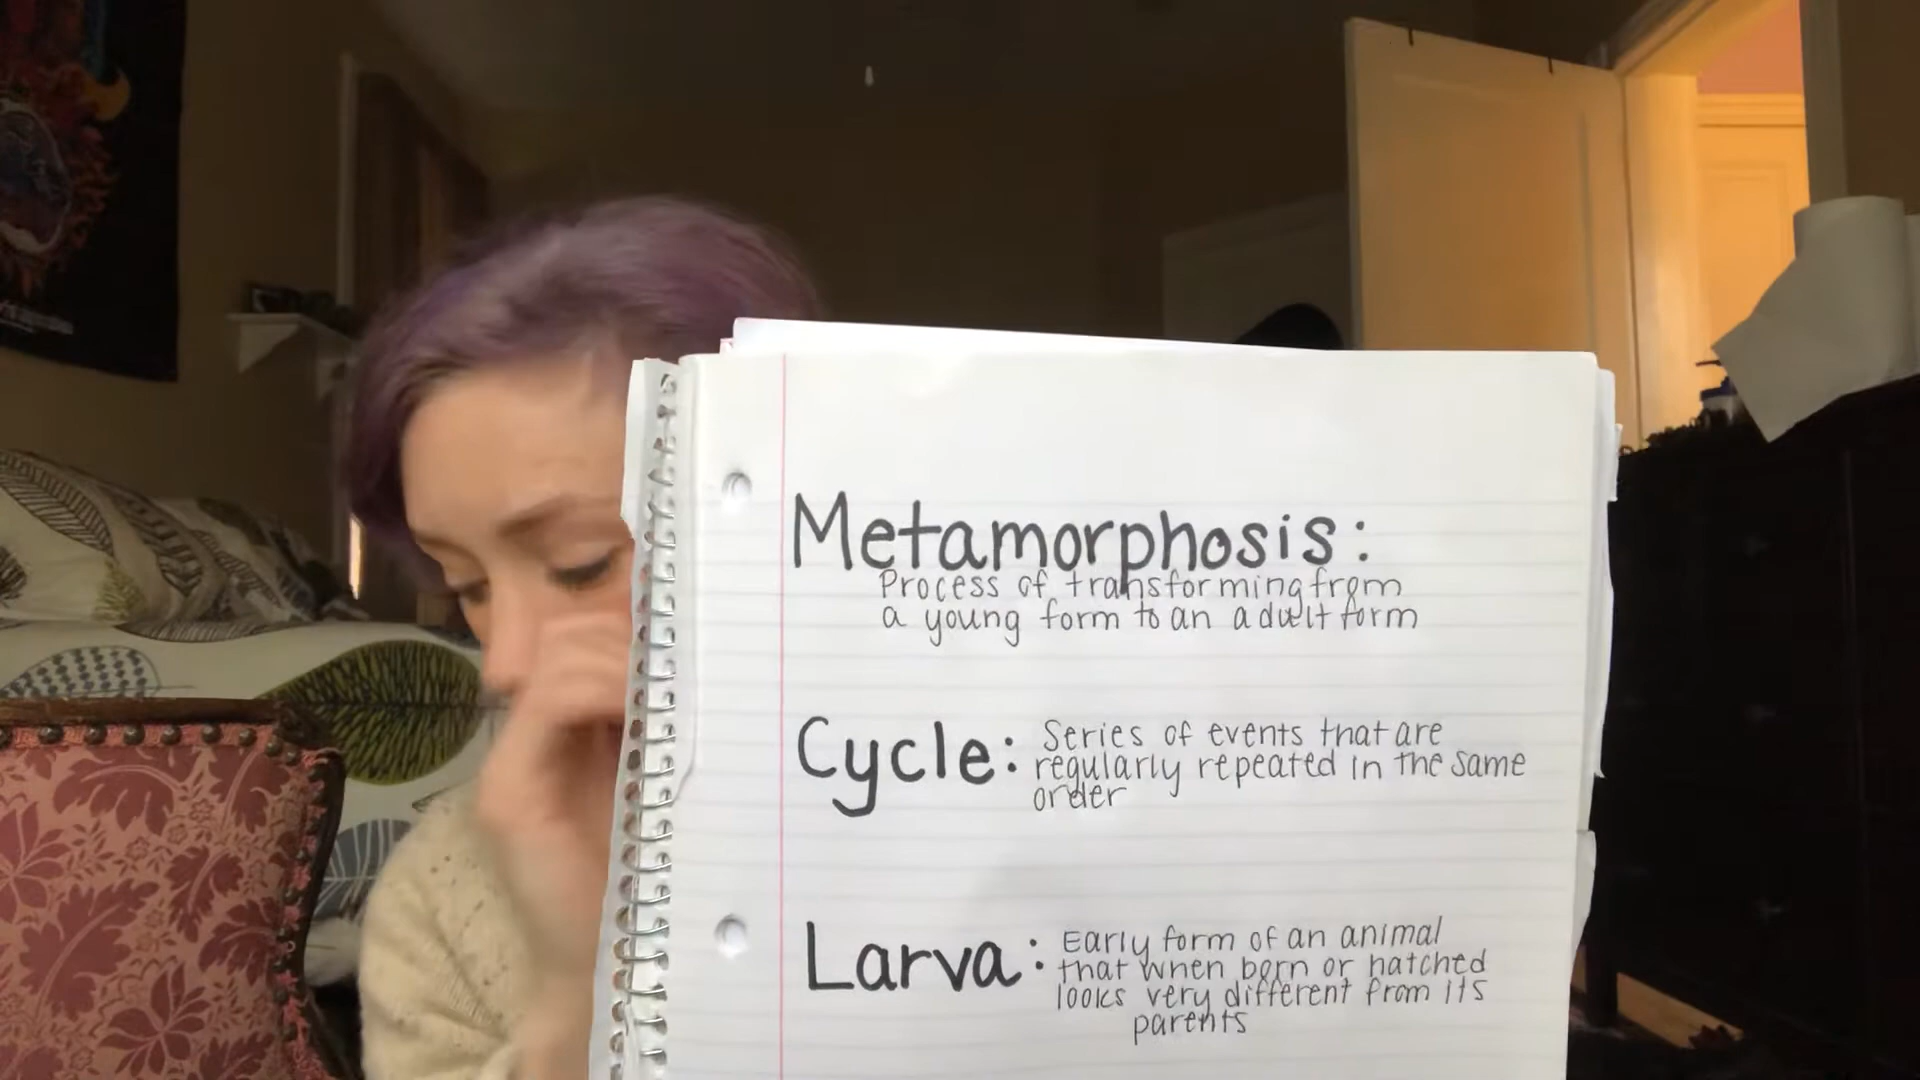 Metamorphosis:
Process of transforming from
a young form to an adult form
Cycle: Series of events that are
regularly repeated in the same
order
Larva: Early form of an animal
that when born or hatched
looks very different from its
parents